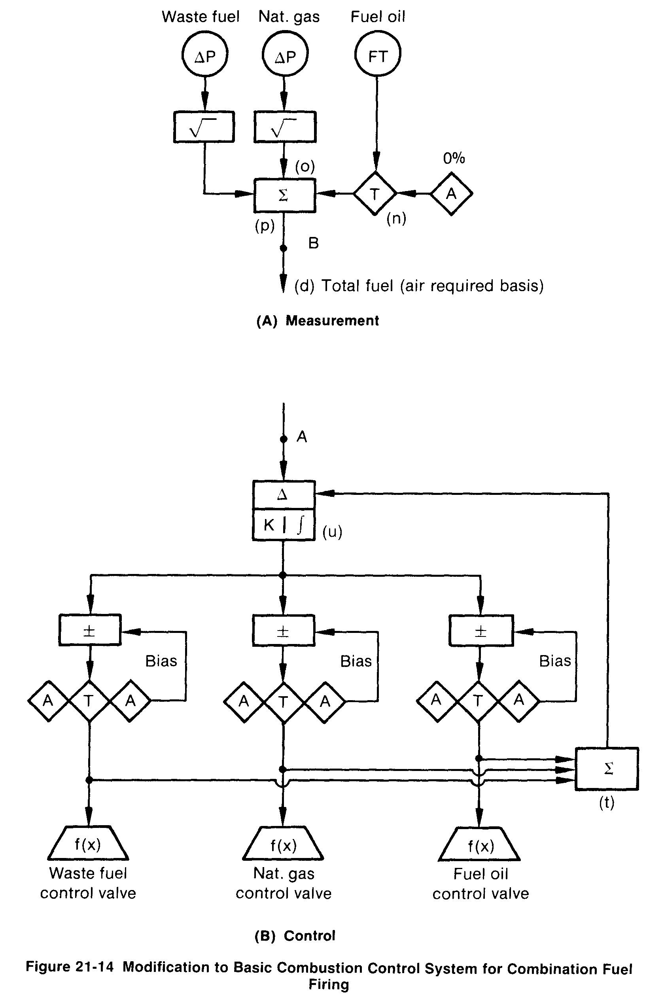 Waste fuel Nat. gas Fuel oil
ΔP ΔP FT
√ √
0%
(o)
Σ T A
(n)
(p)
B
(d) Total fuel (air required basis)
(A) Measurement
A
Δ
K | ∫ (u)
± ± ±
Bias Bias Bias
A T A A T A A T A
Σ
(t)
f(x) f(x) f(x)
Waste fuel Nat. gas Fuel oil
control valve control valve control valve
(B) Control
Figure 21-14 Modification to Basic Combustion Control System for Combination Fuel
Firing